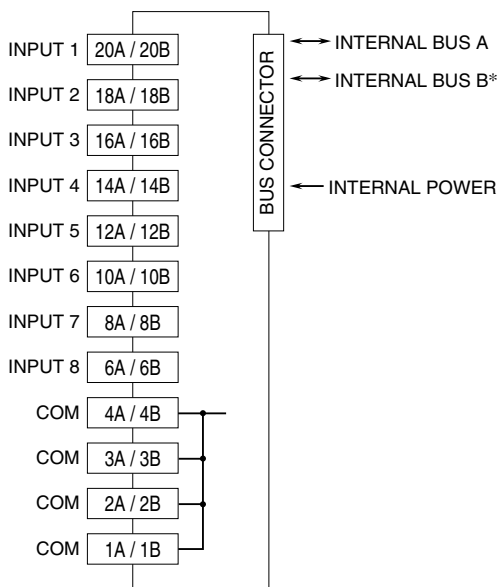 INPUT 1 20A / 20B
INPUT 2 18A / 18B
INPUT 3 16A / 16B
INPUT 4 14A / 14B
INPUT 5 12A / 12B
INPUT 6 10A / 10B
INPUT 7 8A / 8B
INPUT 8 6A / 6B
COM 4A / 4B
COM 3A / 3B
COM 2A / 2B
COM 1A / 1B
BUS CONNECTOR
INTERNAL BUS A
INTERNAL BUS B*
INTERNAL POWER